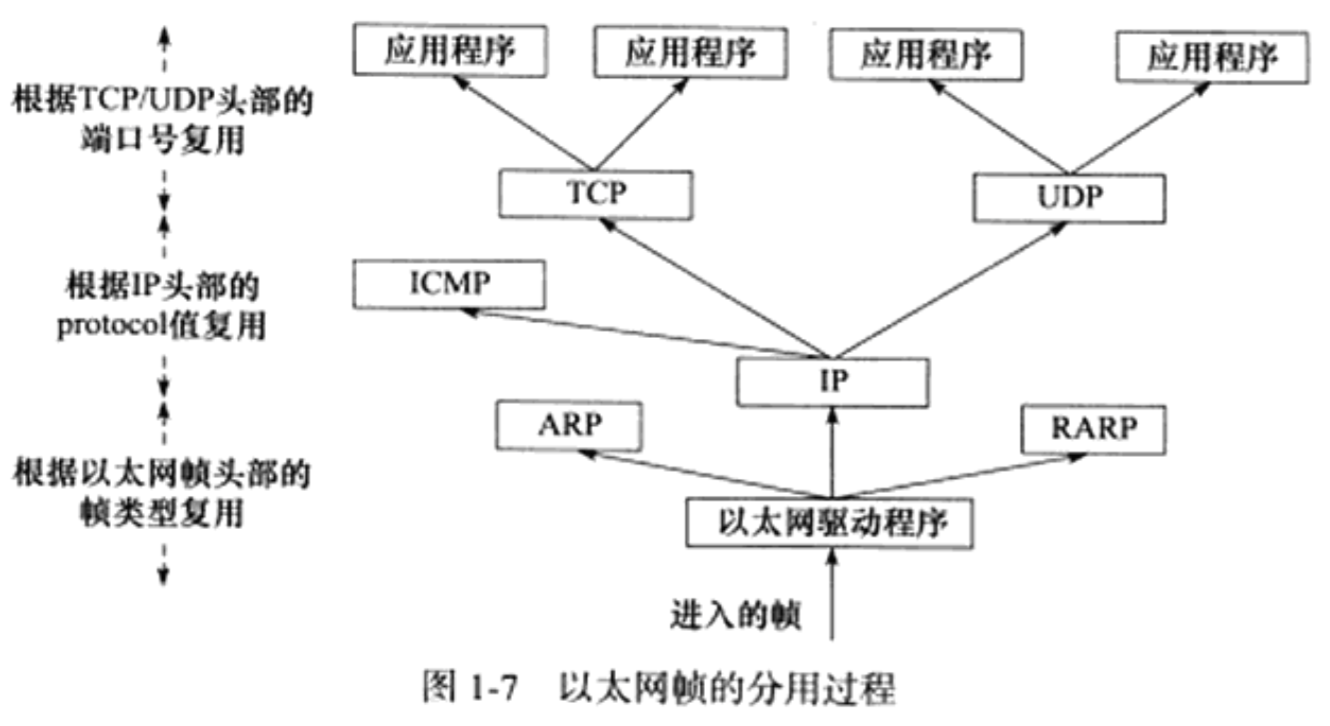 应用程序
应用程序
应用程序
应用程序
根据TCP/UDP头部的
端口号复用
TCP
UDP
根据IP头部的
protocol值复用
ICMP
IP
ARP
RARP
根据以太网帧头部的
帧类型复用
以太网驱动程序
进入的帧
图 1-7 以太网帧的分用过程